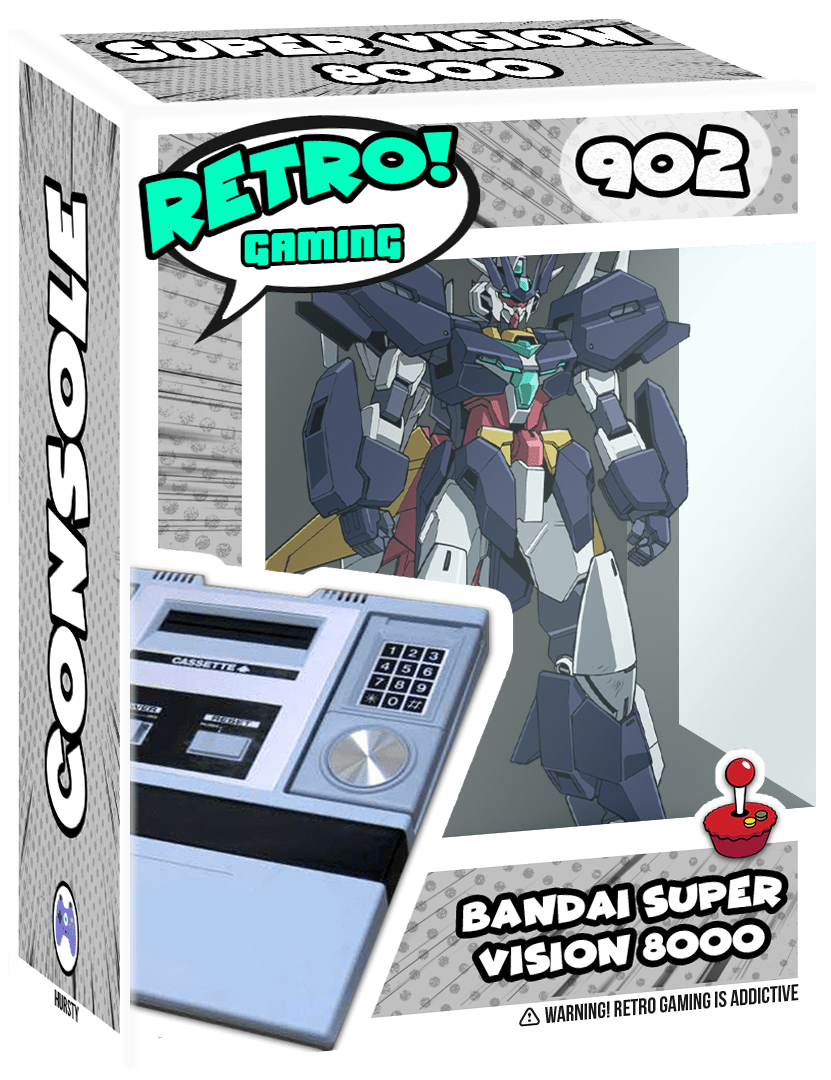 SUPER VISION
8000
RETRO!
GAMING
902
CONSOLE
CASSETTE
RESET
1 2 3
4 5 6
7 8 9
* 0 #
BANDAI SUPER
VISION 8000
WARNING! RETRO GAMING IS ADDICTIVE
HURSTY